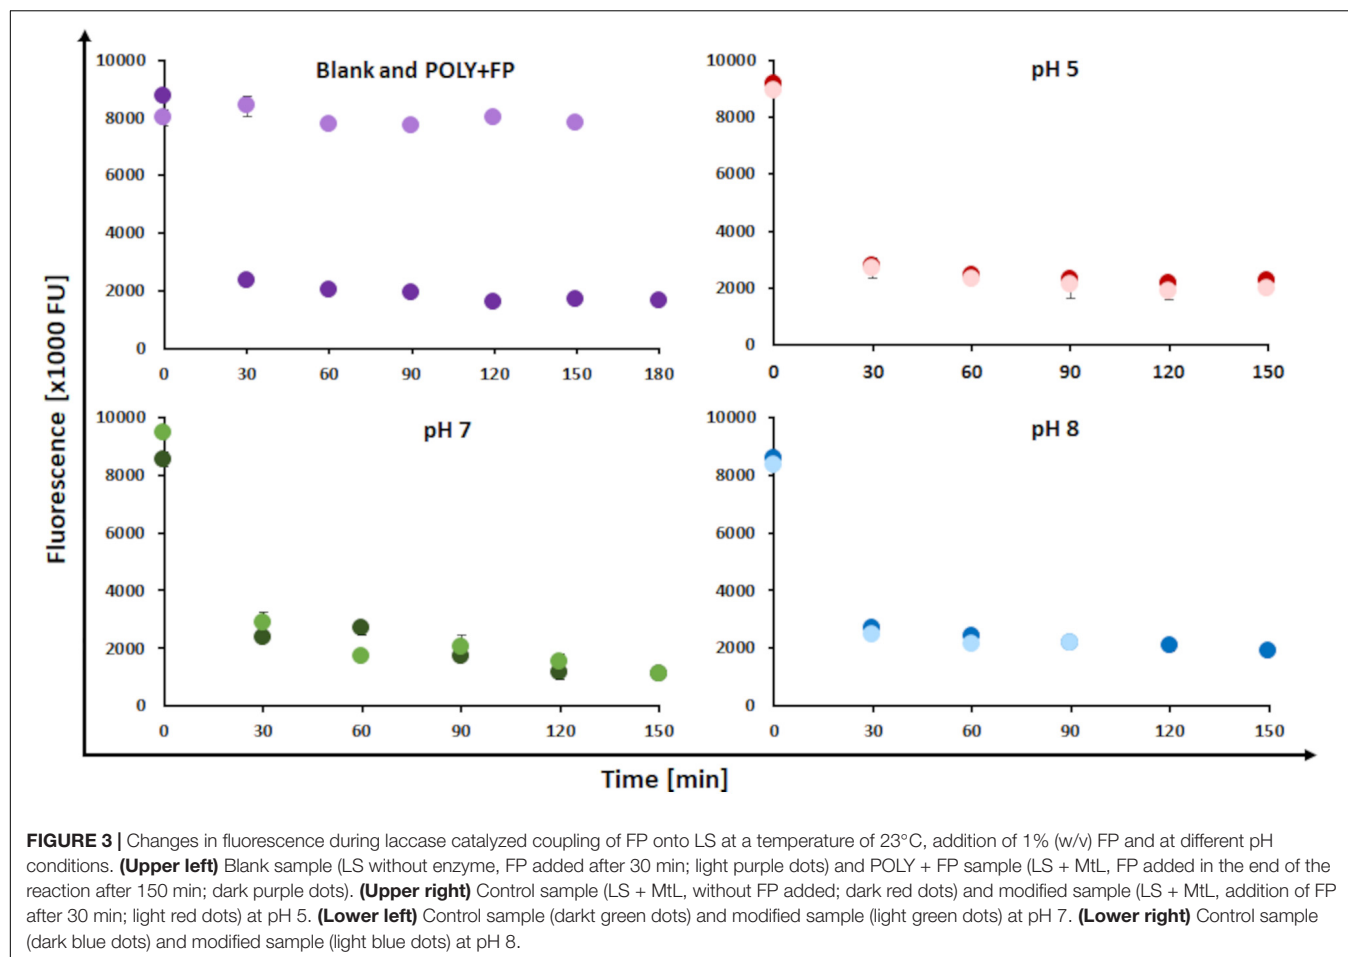 Blank and POLY+FP
10000
8000
6000
4000
2000
0
0 30 60 90 120 150 180
pH 5
10000
8000
6000
4000
2000
0
0 30 60 90 120 150
pH 7
10000
8000
6000
4000
2000
0
0 30 60 90 120 150
pH 8
10000
8000
6000
4000
2000
0
0 30 60 90 120 150
Fluorescence [x1000 FU]
Time [min]
FIGURE 3 | Changes in fluorescence during laccase catalyzed coupling of FP onto LS at a temperature of 23°C, addition of 1% (w/v) FP and at different pH
conditions. (Upper left) Blank sample (LS without enzyme, FP added after 30 min; light purple dots) and POLY + FP sample (LS + MtL, FP added in the end of the
reaction after 150 min; dark purple dots). (Upper right) Control sample (LS + MtL, without FP added; dark red dots) and modified sample (LS + MtL, addition of FP
after 30 min; light red dots) at pH 5. (Lower left) Control sample (darkt green dots) and modified sample (light green dots) at pH 7. (Lower right) Control sample
(dark blue dots) and modified sample (light blue dots) at pH 8.